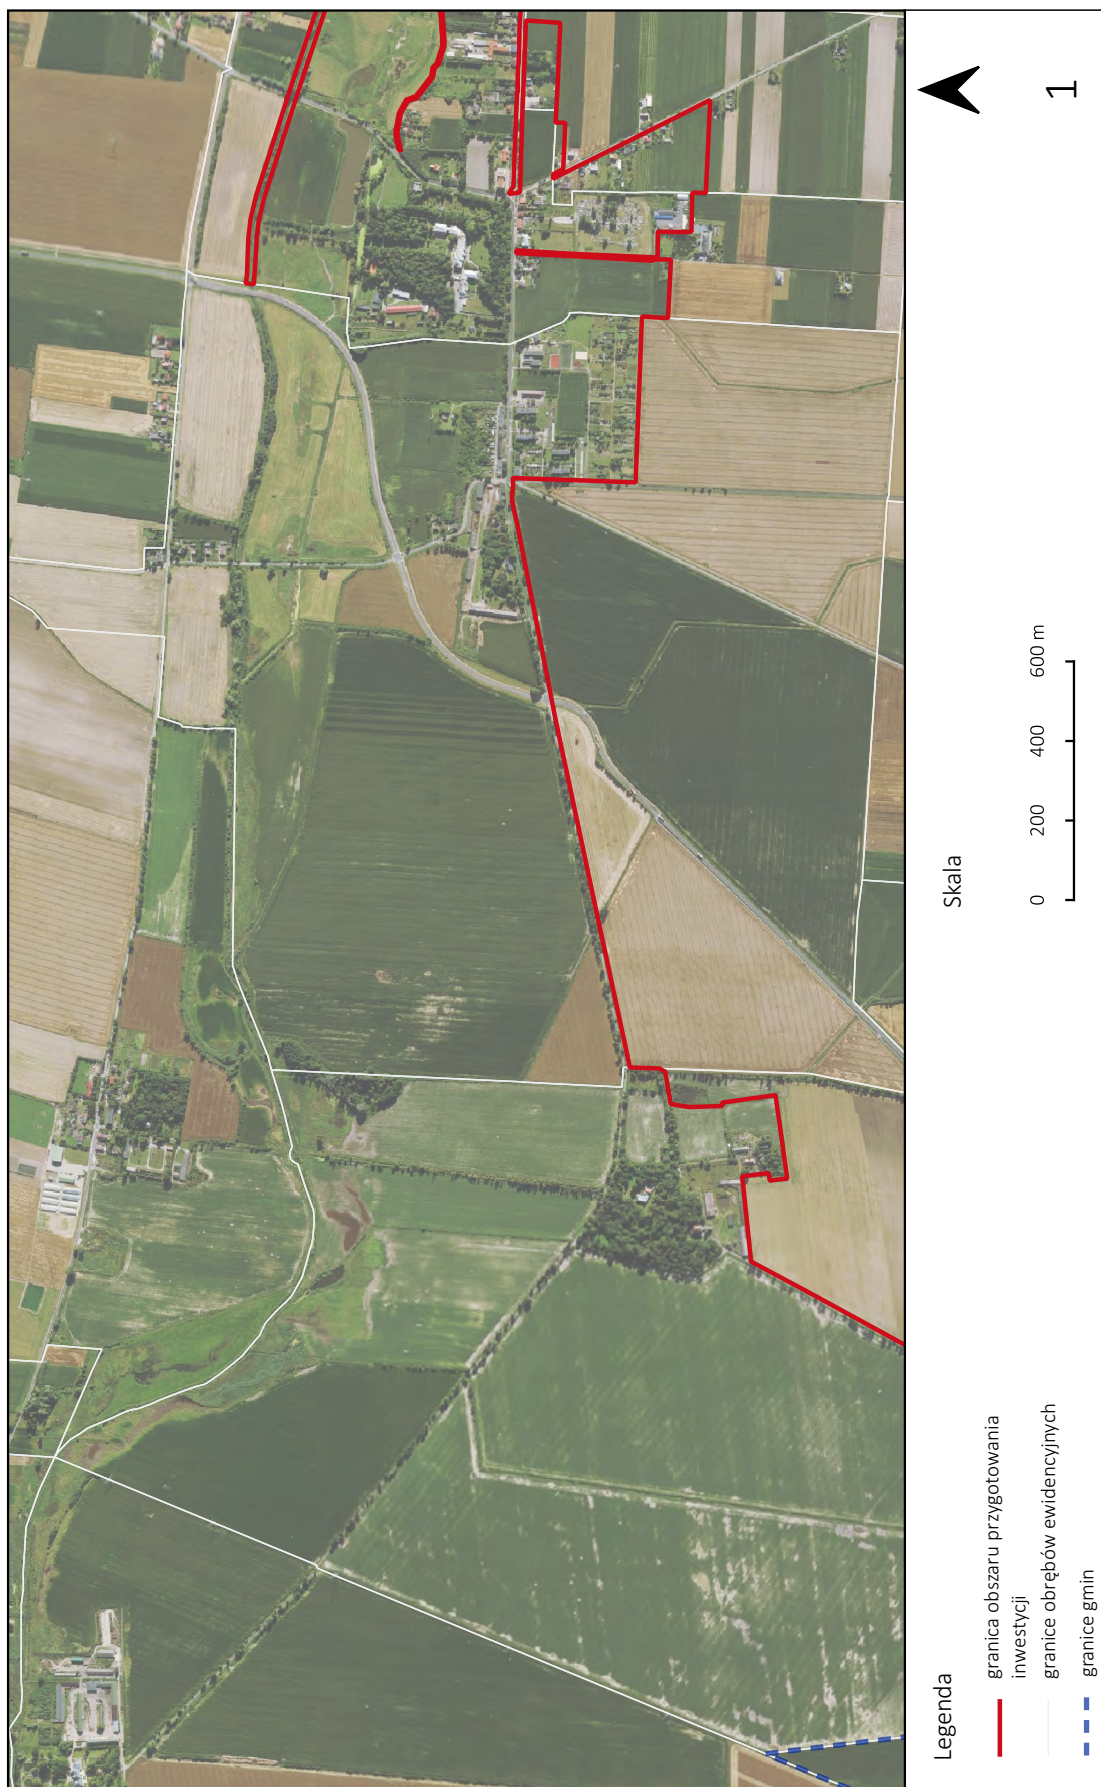 Legenda
granica obszaru przygotowania
inwestycji
granice obrębów ewidencyjnych
granice gmin
Skala
0 200 400 600 m
1